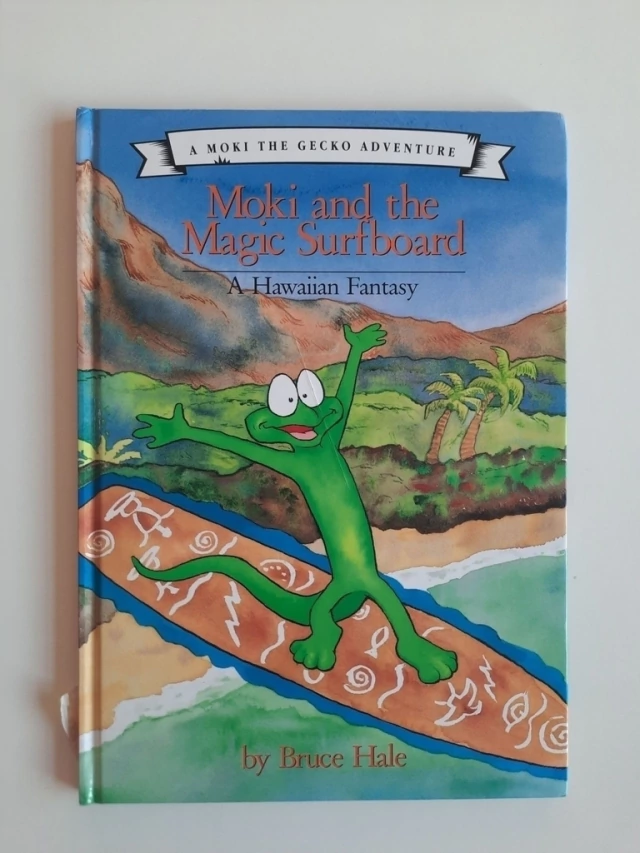 A MOKI THE GECKO ADVENTURE
Moki and the
Magic Surfboard
A Hawaiian Fantasy
by Bruce Hale